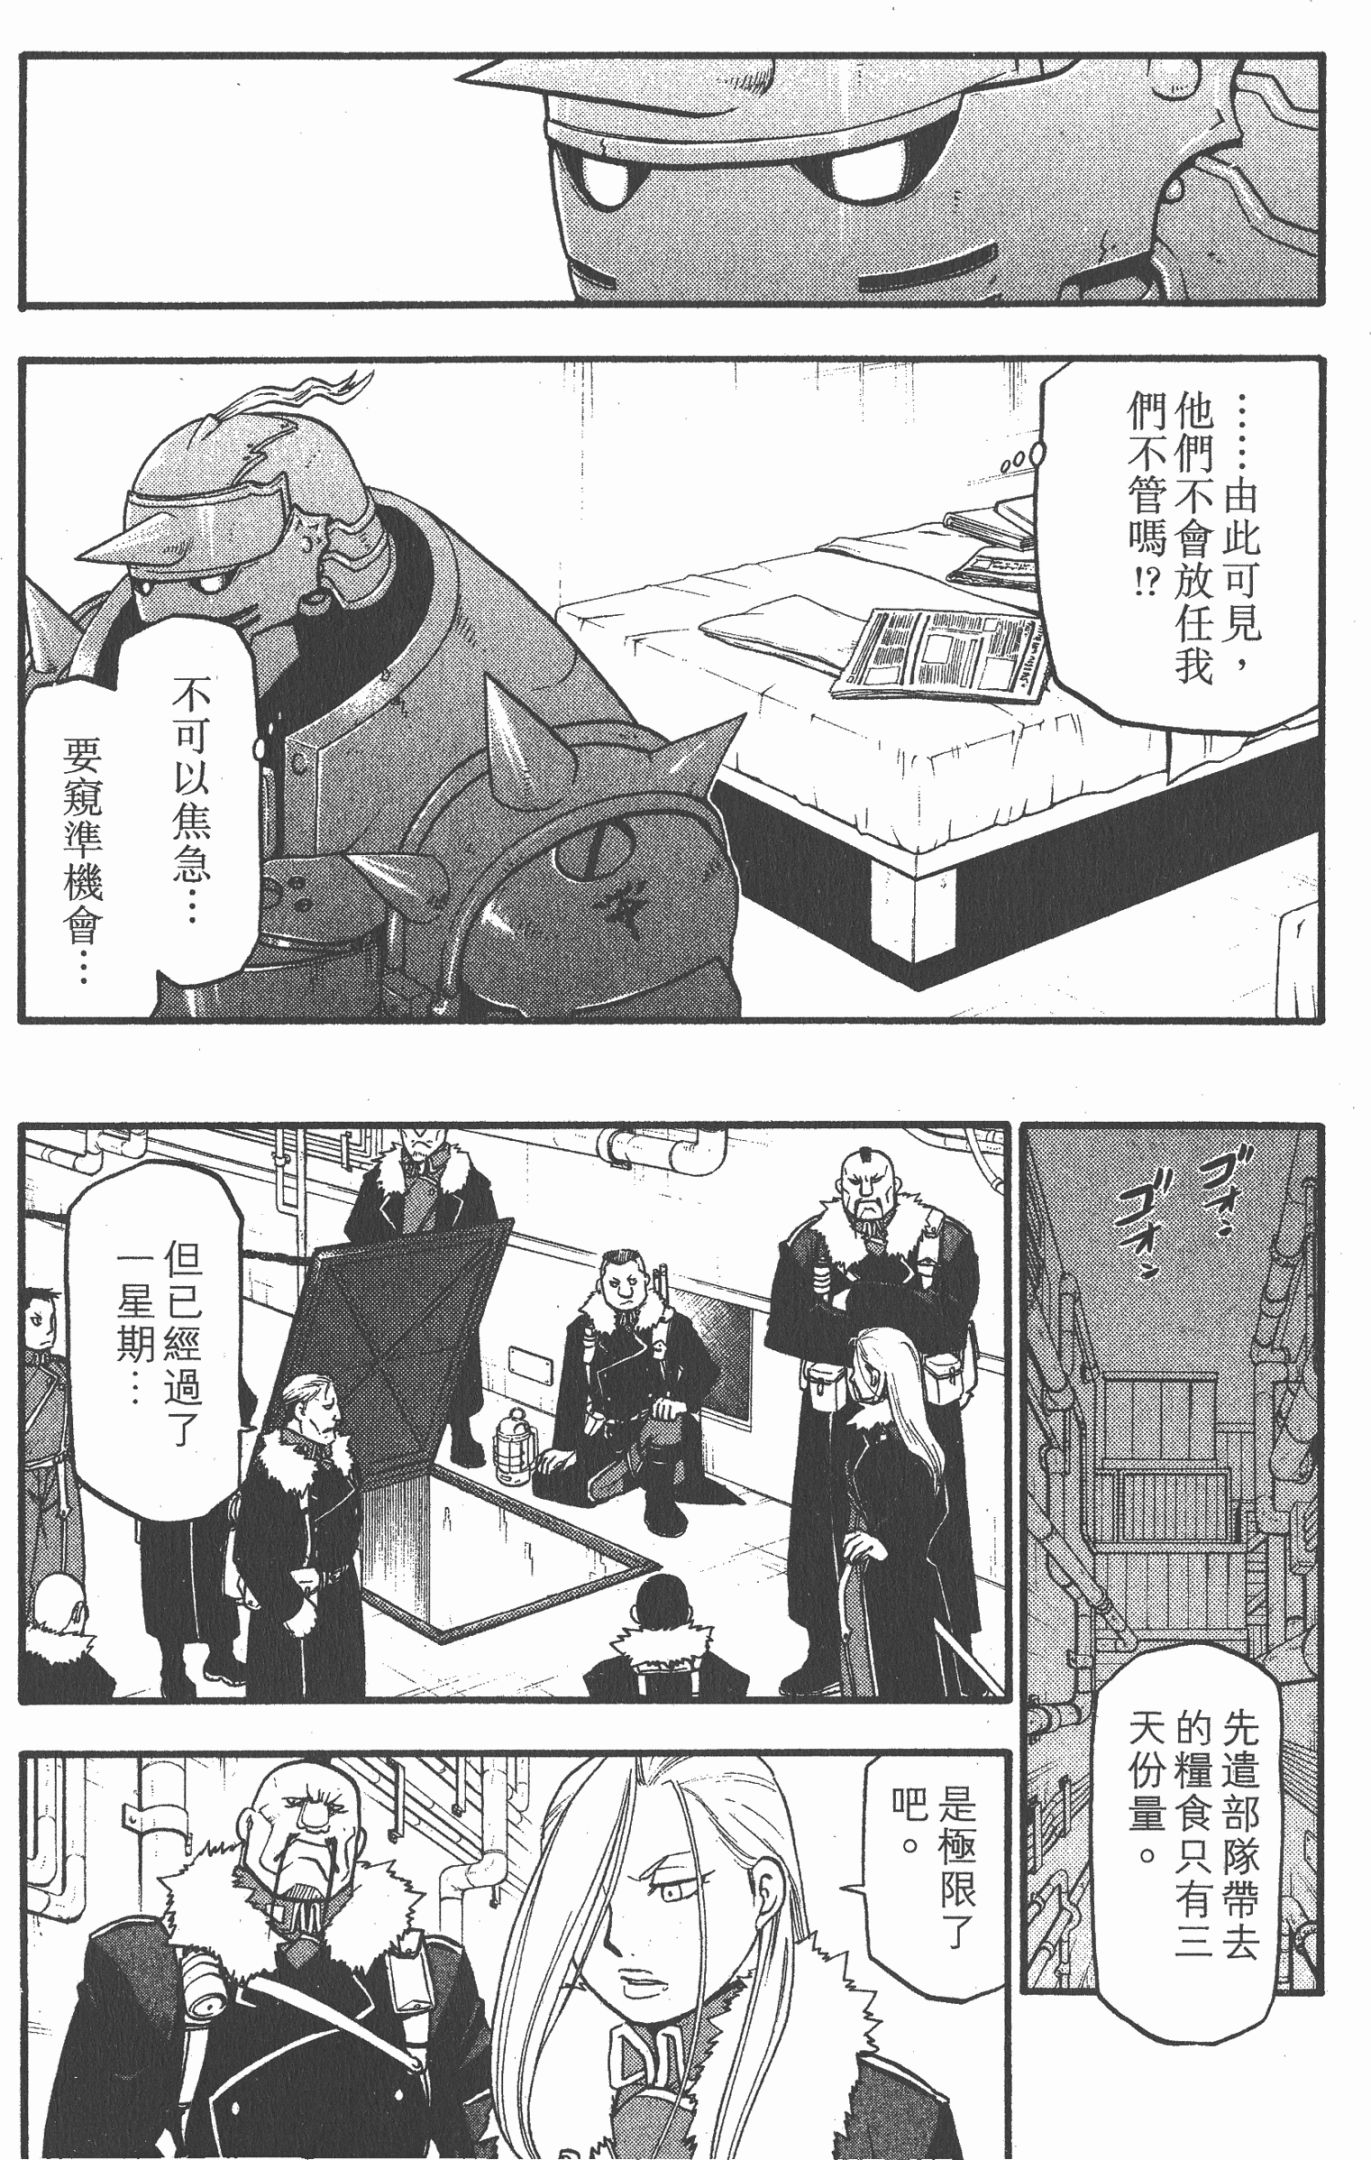 ……由此可見，
他們不會放任我
們不管嗎!?
不可以焦急…
要窺準機會…
ゴォン
ゴォン
先遣部隊帶去
的糧食只有三
天份量。
但已經過了
一星期…
是極限了
吧。